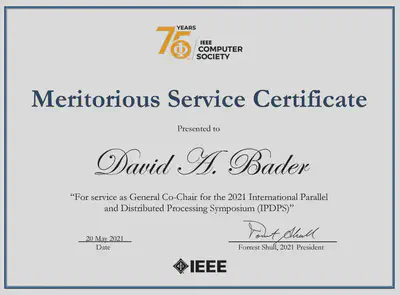 75 YEARS
IEEE
COMPUTER
SOCIETY
Meritorious Service Certificate
Presented to
David A. Bader
"For service as General Co-Chair for the 2021 International Parallel
and Distributed Processing Symposium (IPDPS)"
20 May 2021
Forrest Shull
Date
Forrest Shull, 2021 President
IEEE